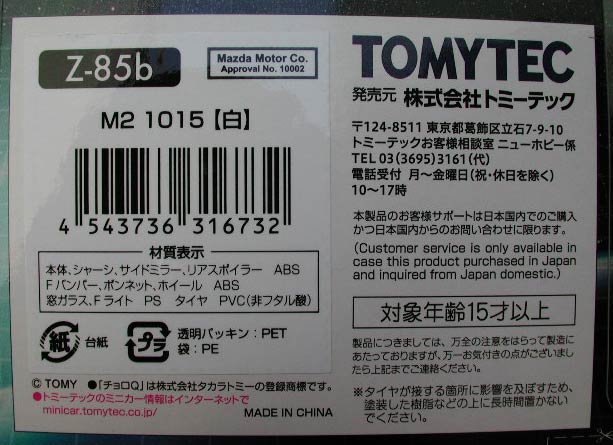 Z-85b
Mazda Motor Co.
Approval No. 10002
M2 1015【白】
4 543736 316732
材質表示
本体、シャーシ、サイドミラー、リアスポイラー ABS
Fバンパー、ボンネット、ホイール ABS
窓ガラス、Fライト PS タイヤ PVC(非フタル酸)
紙 台紙
プラ 透明パッキン:PET
袋:PE
© TOMY ●「チョロQ」は株式会社タカラトミーの登録商標です。
●トミーテックのミニカー情報はインターネットで
minicar.tomytec.co.jp/
MADE IN CHINA
TOMYTEC
発売元 株式会社トミーテック
〒124-8511 東京都葛飾区立石7-9-10
トミーテックお客様相談室 ニューホビー係
TEL 03(3695)3161(代)
電話受付 月~金曜日(祝・休日を除く)
10~17時
本製品のお客様サポートは日本国内でのご購入
かつ日本国内からのお問い合わせに限ります。
(Customer service is only available in
case this product purchased in Japan
and inquired from Japan domestic.)
対象年齢15才以上
製品につきましては、万全の注意をはらって製造に
あたっておりますが、万一お気付きの点がございまし
たら上記までご連絡ください。
※タイヤが接する箇所に影響を及ぼすため、
塗装した樹脂などの上に長時間置かない
でください。